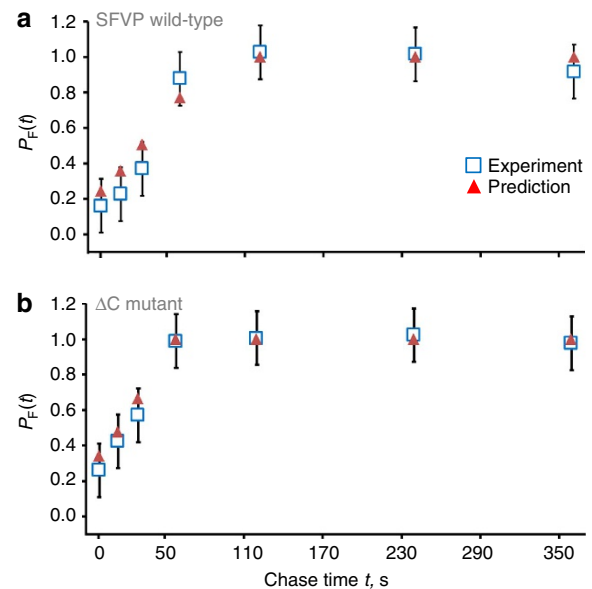 a
SFVP wild-type
1.2
1.0
0.8
0.6
0.4
0.2
0.0
P_F(t)
Experiment
Prediction
b
ΔC mutant
1.2
1.0
0.8
0.6
0.4
0.2
0.0
P_F(t)
0 50 110 170 230 290 350
Chase time t, s